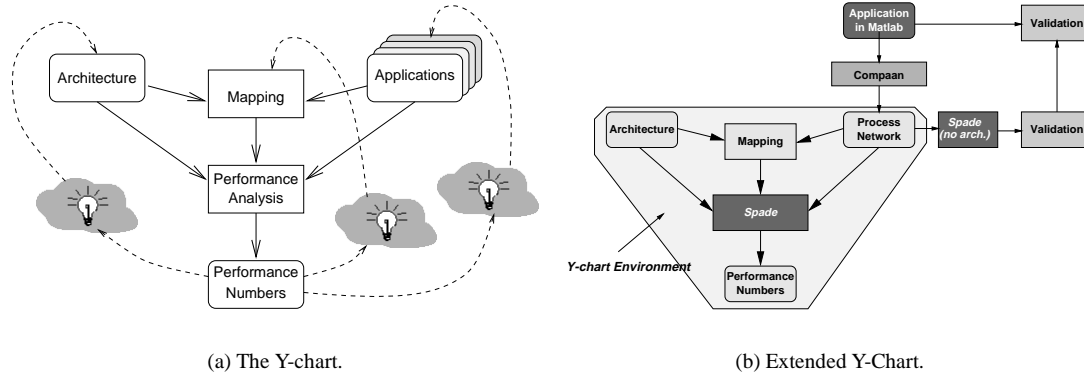 Architecture
Mapping
Applications
Performance
Analysis
Performance
Numbers
(a) The Y-chart.
Application
in Matlab
Validation
Compaan
Architecture
Mapping
Process
Network
Spade
(no arch.)
Validation
Spade
Y-chart Environment
Performance
Numbers
(b) Extended Y-Chart.